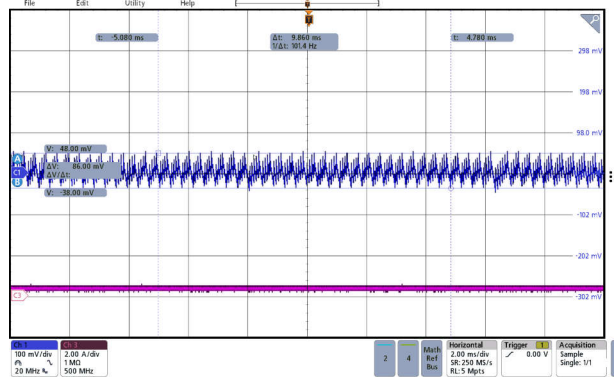 File Edit Utility Help
t: -5.080 ms
Δt: 9.860 ms
1/Δt: 101.4 Hz
t: 4.780 ms
298 mV
198 mV
98.0 mV
V: 48.00 mV
ΔV: 86.00 mV
ΔV/Δt:
V: -38.00 mV
A
C1
B
-102 mV
-202 mV
C3
-302 mV
Ch 1
100 mV/div
20 MHz
Ch 3
2.00 A/div
1 MΩ
500 MHz
2
4
Math
Ref
Bus
Horizontal
2.00 ms/div
SR: 250 MS/s
RL: 5 Mpts
Trigger 1
0.00 V
Acquisition
Sample
Single: 1/1